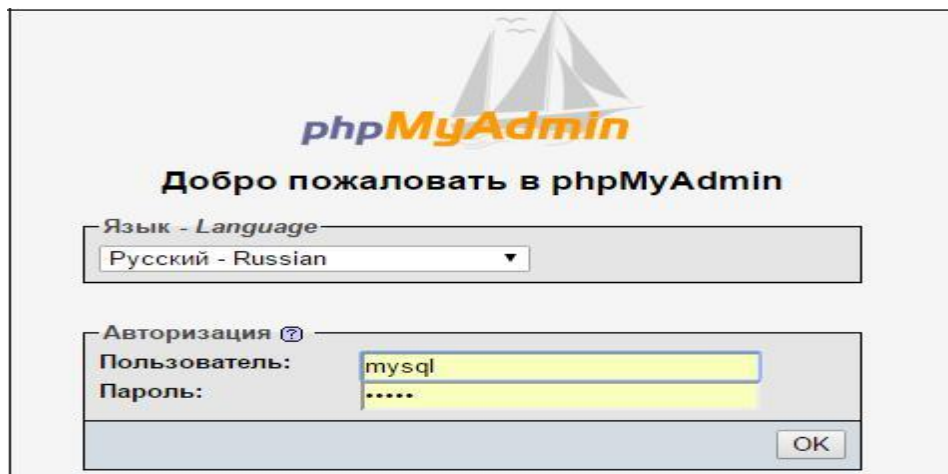 phpMyAdmin
Добро пожаловать в phpMyAdmin
Язык - Language
Русский - Russian
Авторизация
Пользователь: mysql
Пароль: •••••
OK